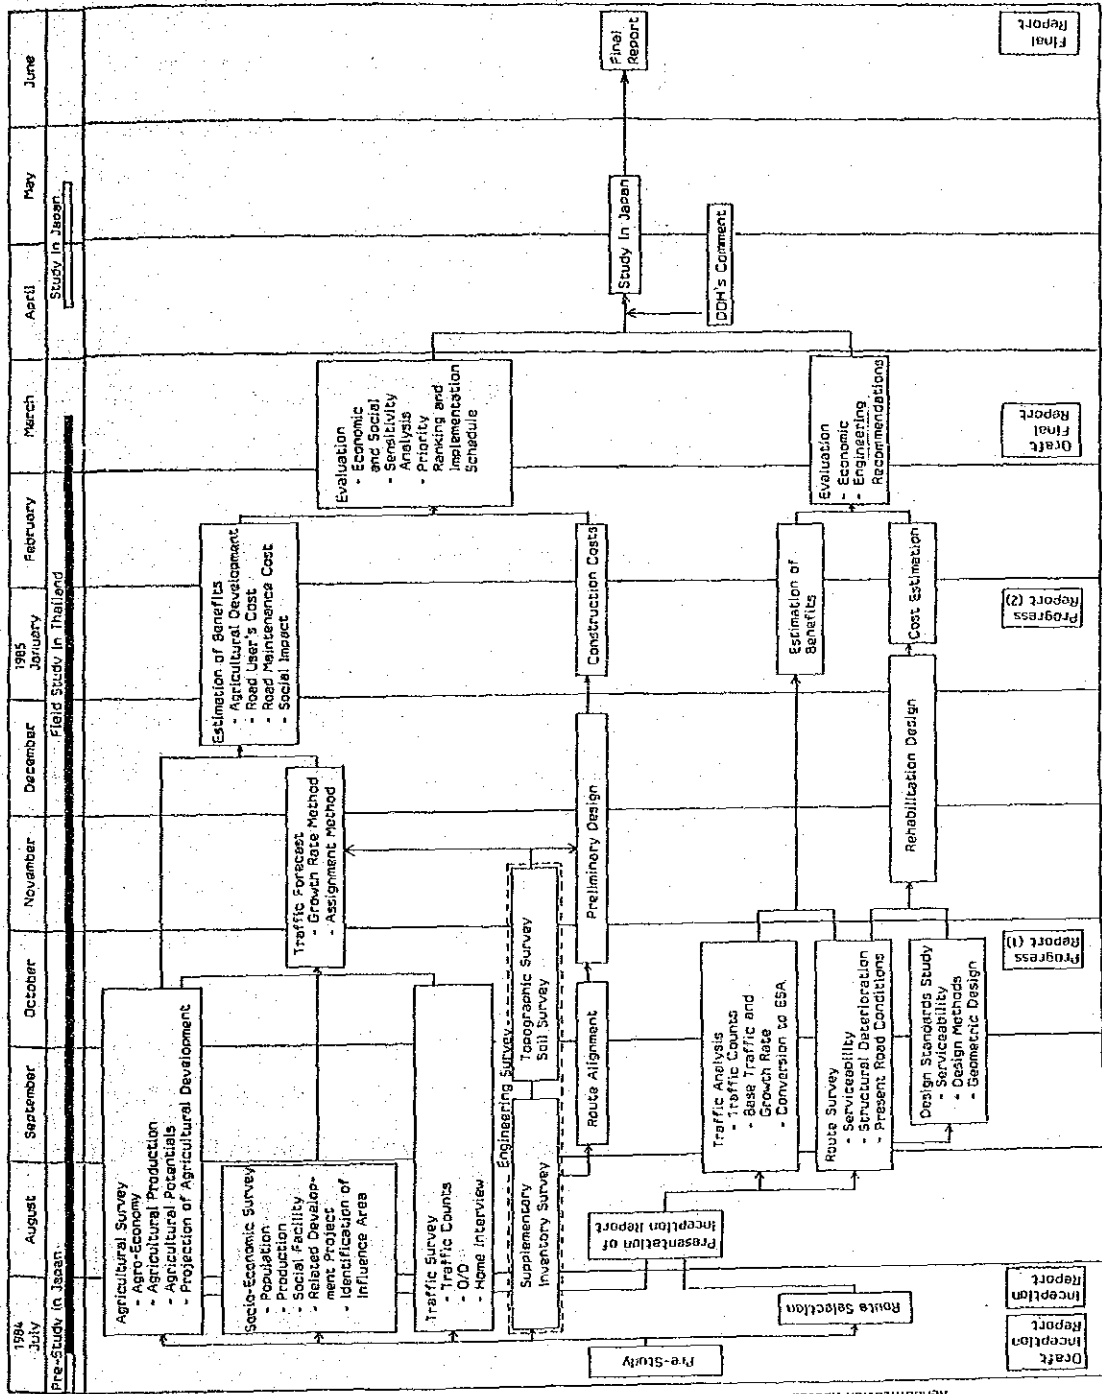 1984
July
August
September
October
November
December
1985
January
February
March
April
May
June
Pre-Study in Japan
Field Study in Thailand
Study in Japan
Agricultural Survey
- Agro-Economy
- Agricultural Production
- Agricultural Potentials
- Projection of Agricultural Development
Socio-Economic Survey
- Population
- Production
- Social Facility
- Related Develop-
ment Project
- Identification of
Influence Area
Traffic Survey
- Traffic Counts
- O/D
- Home Interview
Engineering Survey
Supplementary
Inventory Survey
Topographic Survey
Soil Survey
Route Alignment
Traffic Forecast
- Growth Rate Method
- Assignment Method
Preliminary Design
Estimation of Benefits
- Agricultural Development
- Road User's Cost
- Road Maintenance Cost
- Social Impact
Construction Costs
Evaluation
- Economic
and Social
- Sensitivity
Analysis
- Priority
Ranking and
Implementation
Schedule
Pre-Study
Route Selection
Presentation of
Inception Report
Traffic Analysis
- Traffic Counts
- Base Traffic and
Growth Rate
- Conversion to ESA
Route Survey
- Serviceability
- Structural Deterioration
- Present Road Conditions
Design Standards Study
- Serviceability
- Design Methods
- Geometric Design
Rehabilitation Design
Estimation of
Benefits
Cost Estimation
Evaluation
- Economic
- Engineering
Recommendations
DOH's Comment
Study in Japan
Final
Report
Draft
Inception
Report
Inception
Report
Progress
Report (1)
Progress
Report (2)
Draft
Final
Report
Final
Report